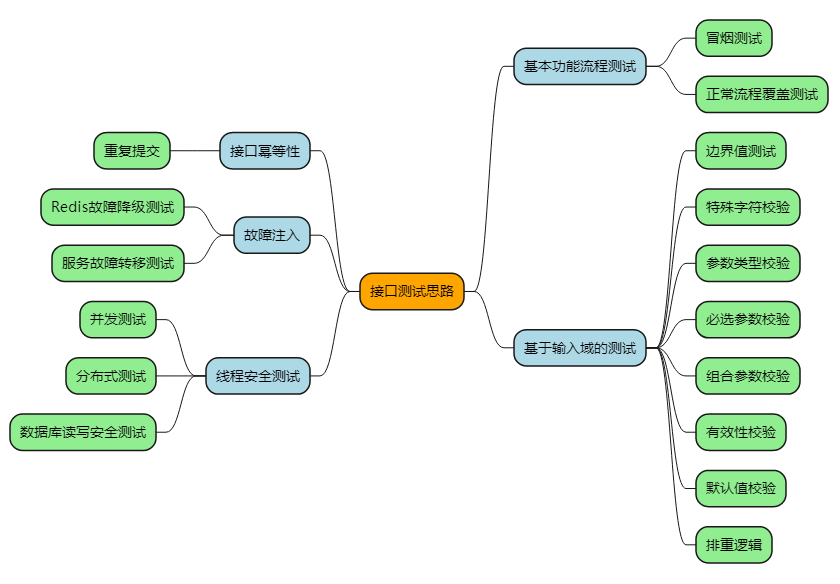 接口测试思路
基本功能流程测试
冒烟测试
正常流程覆盖测试
基于输入域的测试
边界值测试
特殊字符校验
参数类型校验
必选参数校验
组合参数校验
有效性校验
默认值校验
排重逻辑
接口幂等性
重复提交
故障注入
Redis故障降级测试
服务故障转移测试
线程安全测试
并发测试
分布式测试
数据库读写安全测试